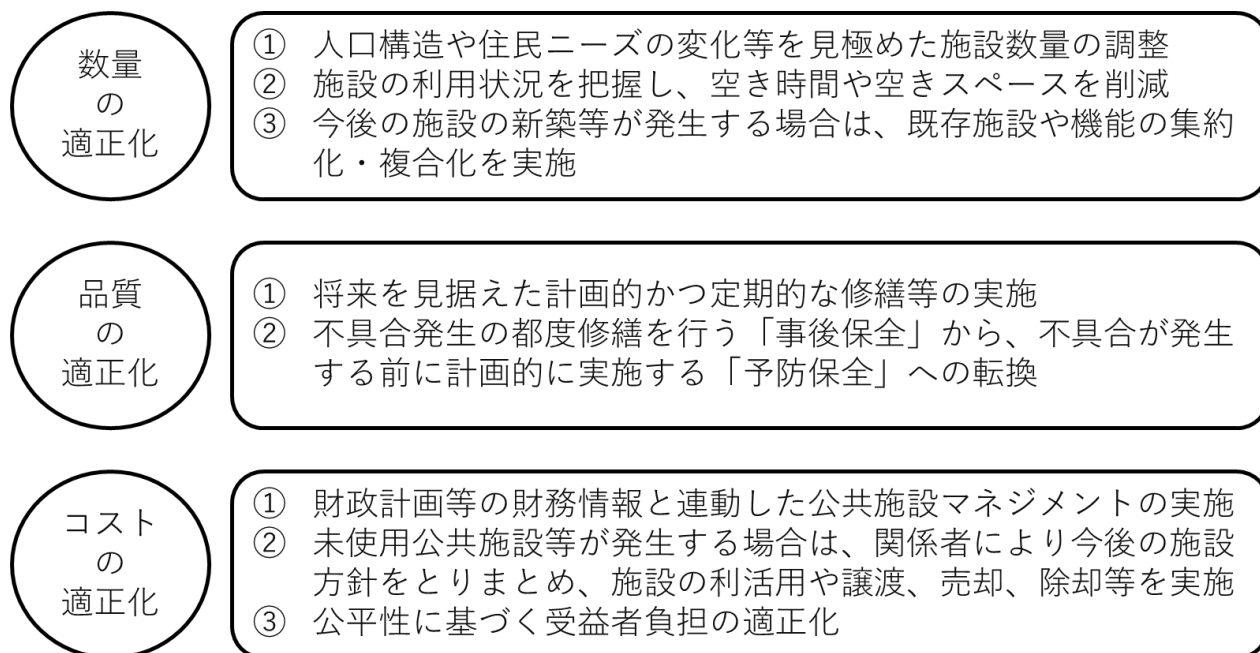 数量
の
適正化
① 人口構造や住民ニーズの変化等を見極めた施設数量の調整
② 施設の利用状況を把握し、空き時間や空きスペースを削減
③ 今後の施設の新築等が発生する場合は、既存施設や機能の集約
化・複合化を実施
品質
の
適正化
① 将来を見据えた計画的かつ定期的な修繕等の実施
② 不具合発生の都度修繕を行う「事後保全」から、不具合が発生
する前に計画的に実施する「予防保全」への転換
コスト
の
適正化
① 財政計画等の財務情報と連動した公共施設マネジメントの実施
② 未使用公共施設等が発生する場合は、関係者により今後の施設
方針をとりまとめ、施設の利活用や譲渡、売却、除却等を実施
③ 公平性に基づく受益者負担の適正化